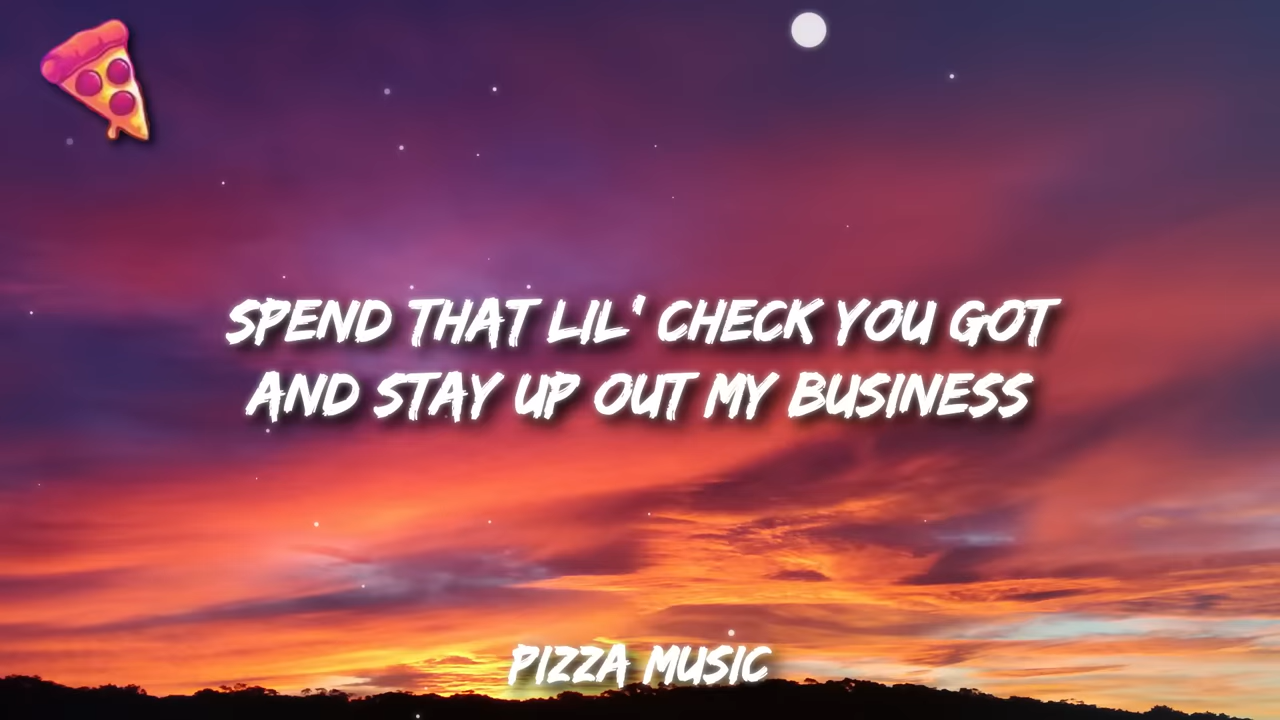 SPEND THAT LIL' CHECK YOU GOT
AND STAY UP OUT MY BUSINESS
PIZZA MUSIC